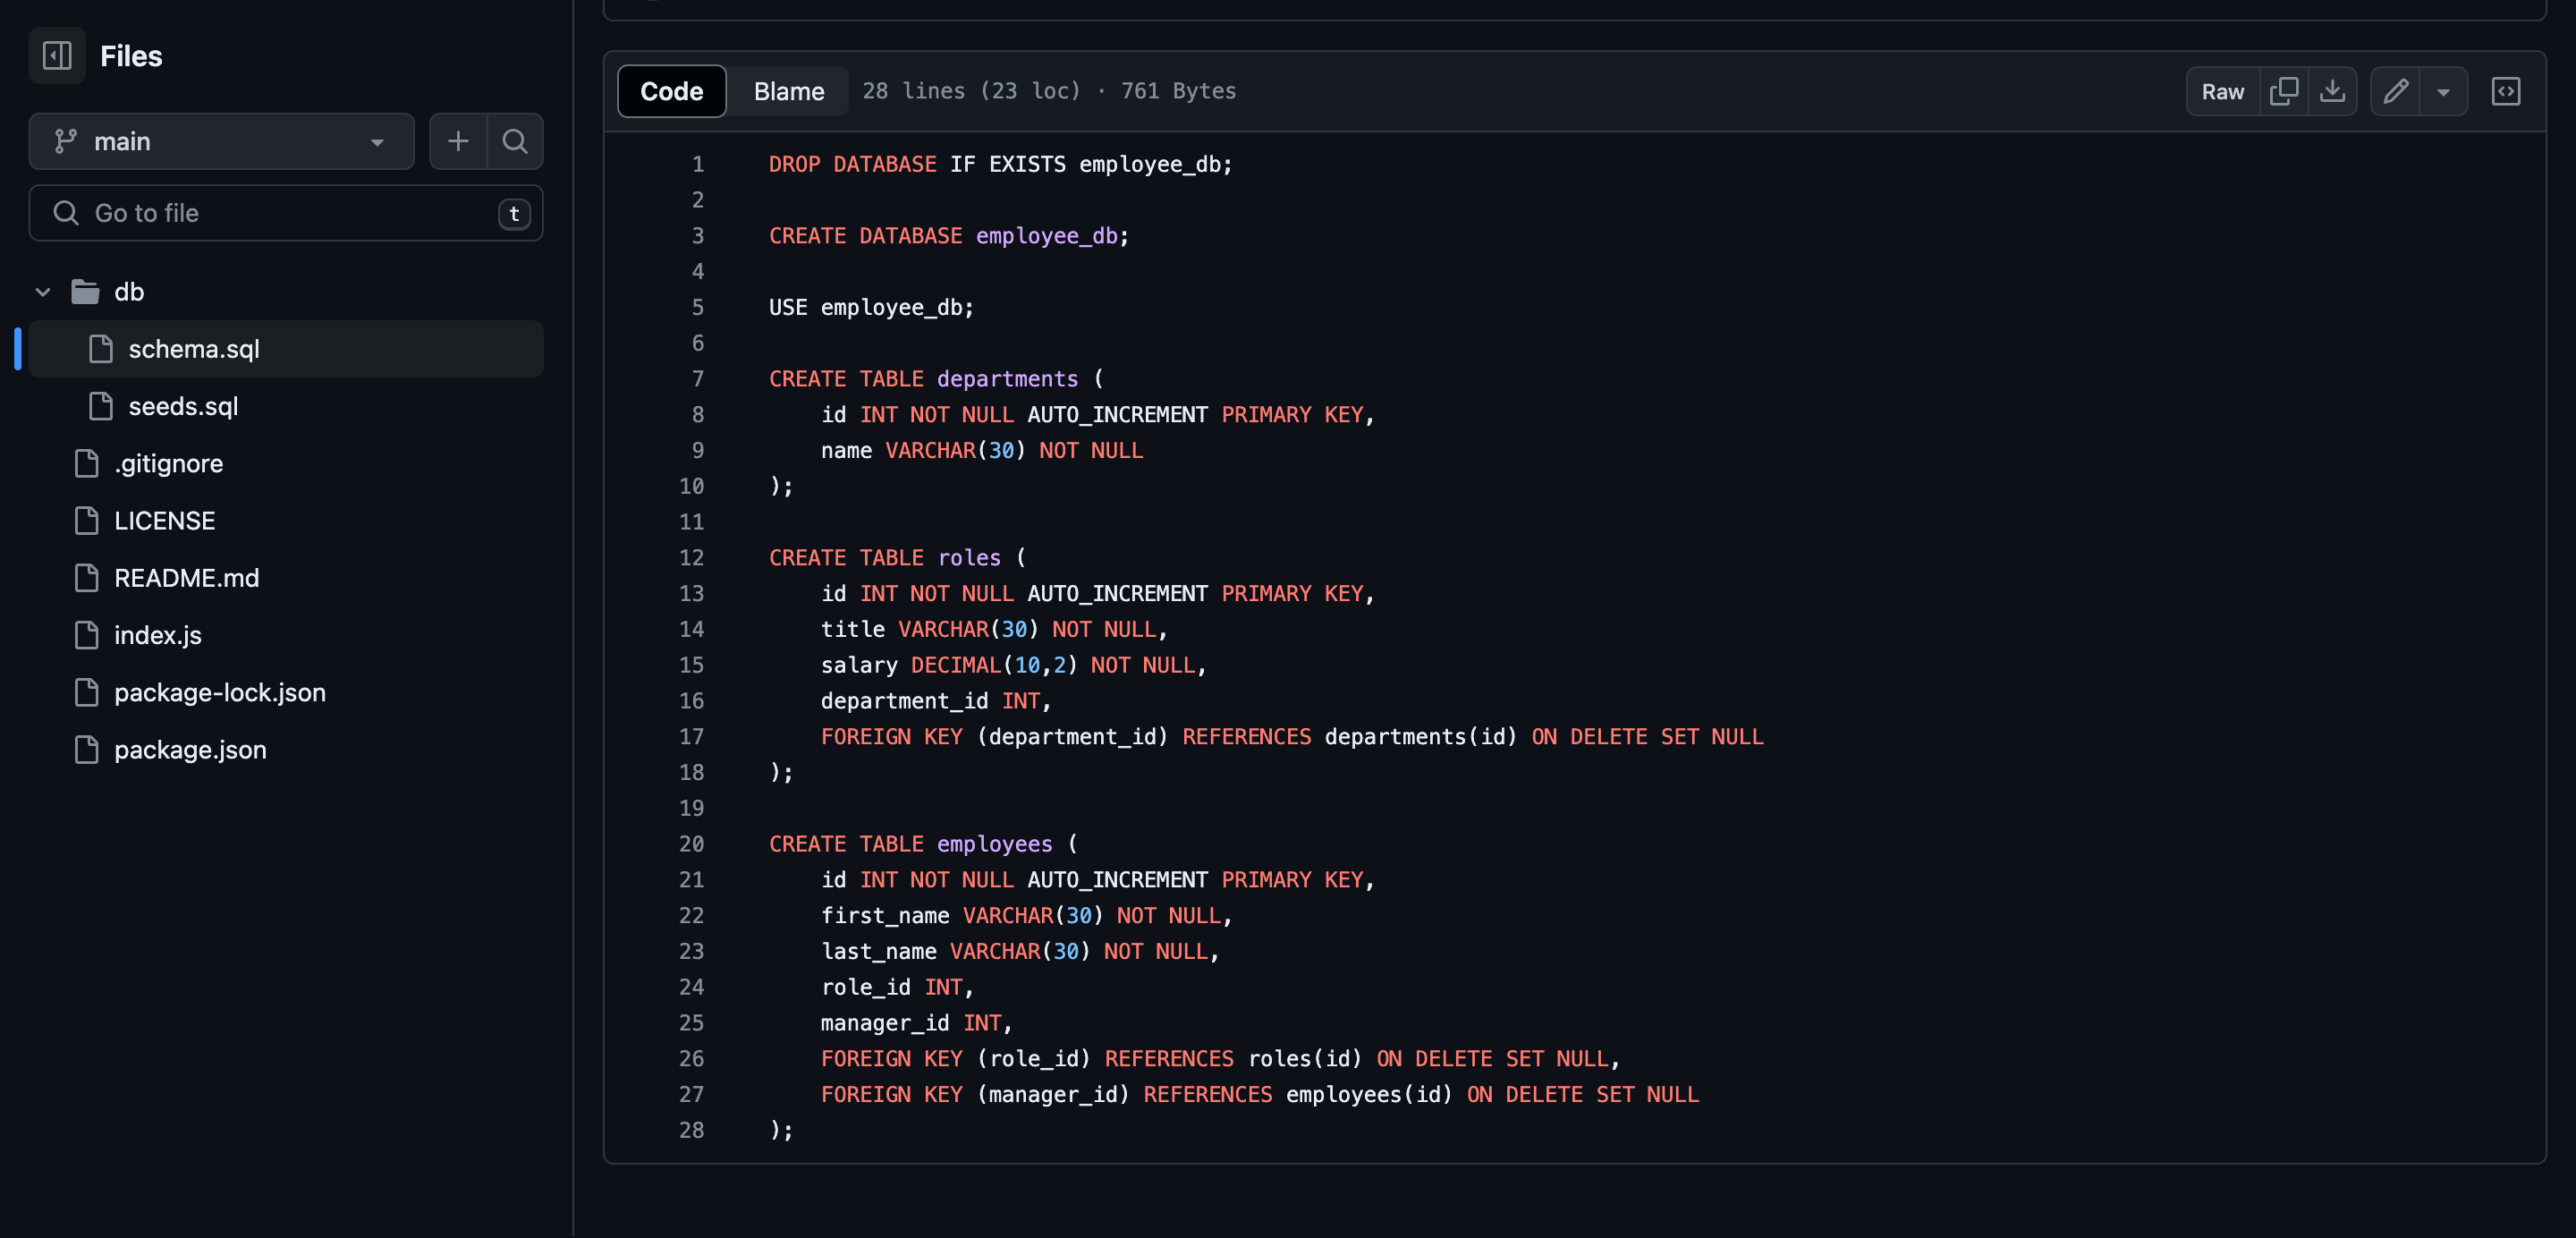 Files
main
Go to file
t
db
schema.sql
seeds.sql
.gitignore
LICENSE
README.md
index.js
package-lock.json
package.json
Code Blame 28 lines (23 loc) · 761 Bytes Raw
1 DROP DATABASE IF EXISTS employee_db;
2
3 CREATE DATABASE employee_db;
4
5 USE employee_db;
6
7 CREATE TABLE departments (
8     id INT NOT NULL AUTO_INCREMENT PRIMARY KEY,
9     name VARCHAR(30) NOT NULL
10 );
11
12 CREATE TABLE roles (
13     id INT NOT NULL AUTO_INCREMENT PRIMARY KEY,
14     title VARCHAR(30) NOT NULL,
15     salary DECIMAL(10,2) NOT NULL,
16     department_id INT,
17     FOREIGN KEY (department_id) REFERENCES departments(id) ON DELETE SET NULL
18 );
19
20 CREATE TABLE employees (
21     id INT NOT NULL AUTO_INCREMENT PRIMARY KEY,
22     first_name VARCHAR(30) NOT NULL,
23     last_name VARCHAR(30) NOT NULL,
24     role_id INT,
25     manager_id INT,
26     FOREIGN KEY (role_id) REFERENCES roles(id) ON DELETE SET NULL,
27     FOREIGN KEY (manager_id) REFERENCES employees(id) ON DELETE SET NULL
28 );